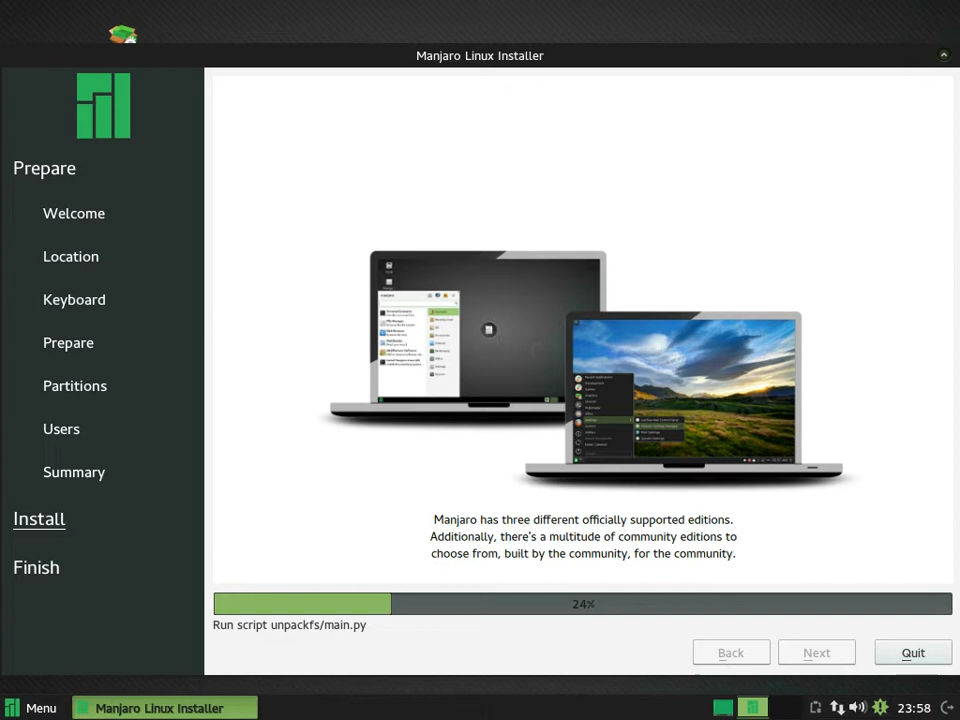 Manjaro Linux Installer
Prepare
Welcome
Location
Keyboard
Prepare
Partitions
Users
Summary
Install
Finish
Manjaro has three different officially supported editions.
Additionally, there's a multitude of community editions to
choose from, built by the community, for the community.
24%
Run script unpackfs/main.py
Back
Next
Quit
Menu
Manjaro Linux Installer
23:58